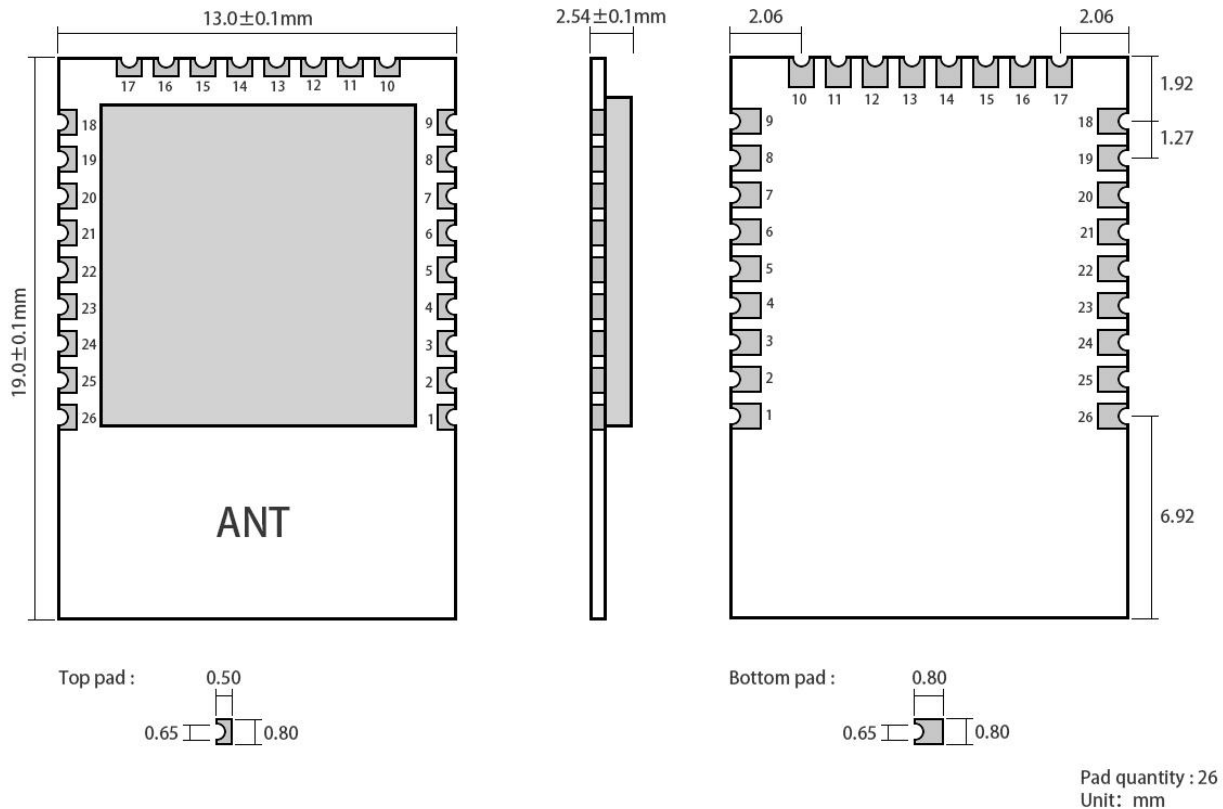 13.0±0.1mm
2.54±0.1mm
2.06
2.06
19.0±0.1mm
17 16 15 14 13 12 11 10
18 9
19 8
20 7
21 6
22 5
23 4
24 3
25 2
26 1
ANT
10 11 12 13 14 15 16 17
9 18
8 19
7 20
6 21
5 22
4 23
3 24
2 25
1 26
1.92
1.27
6.92
Top pad :
0.50
0.65
0.80
Bottom pad :
0.80
0.65
0.80
Pad quantity : 26
Unit: mm